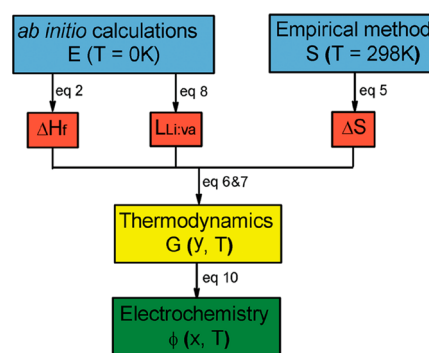 ab initio calculations
E (T = 0K)
Empirical method
S (T = 298K)
eq 2
eq 8
eq 5
ΔHf
LLi:va
ΔS
eq 6&7
Thermodynamics
G (y, T)
eq 10
Electrochemistry
ϕ (x, T)